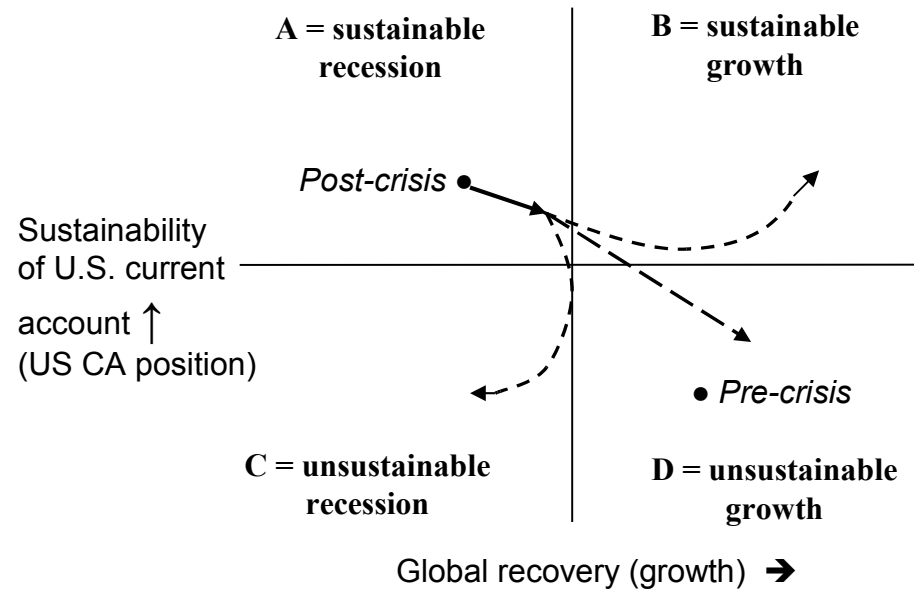 A = sustainable
recession
B = sustainable
growth
Post-crisis
Sustainability
of U.S. current
account ↑
(US CA position)
Pre-crisis
C = unsustainable
recession
D = unsustainable
growth
Global recovery (growth) ➔